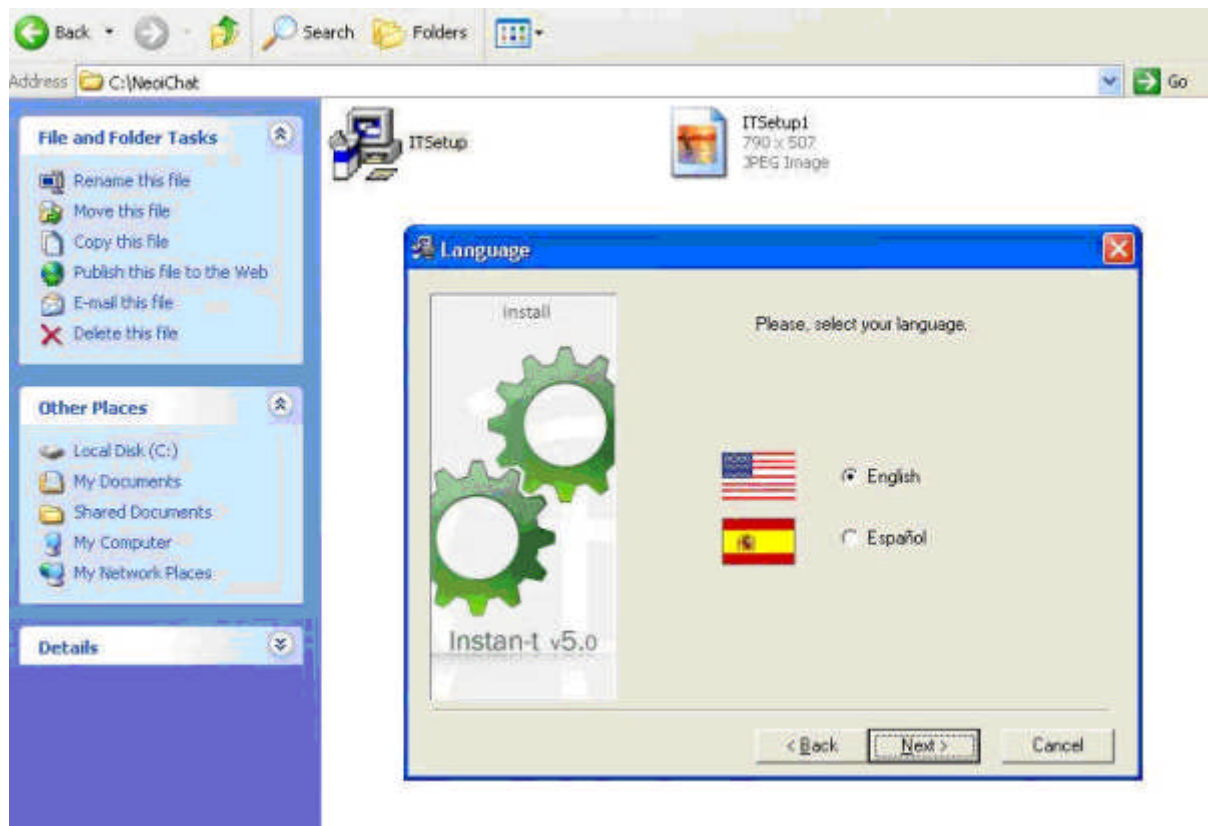 Back
Search
Folders
Address C:\NeoiChat
Go
File and Folder Tasks
Rename this file
Move this file
Copy this file
Publish this file to the Web
E-mail this file
Delete this file
Other Places
Local Disk (C:)
My Documents
Shared Documents
My Computer
My Network Places
Details
ITSetup
ITSetup1
790 x 507
JPEG Image
Language
install
Instan-t v5.0
Please, select your language.
English
Español
< Back
Next >
Cancel